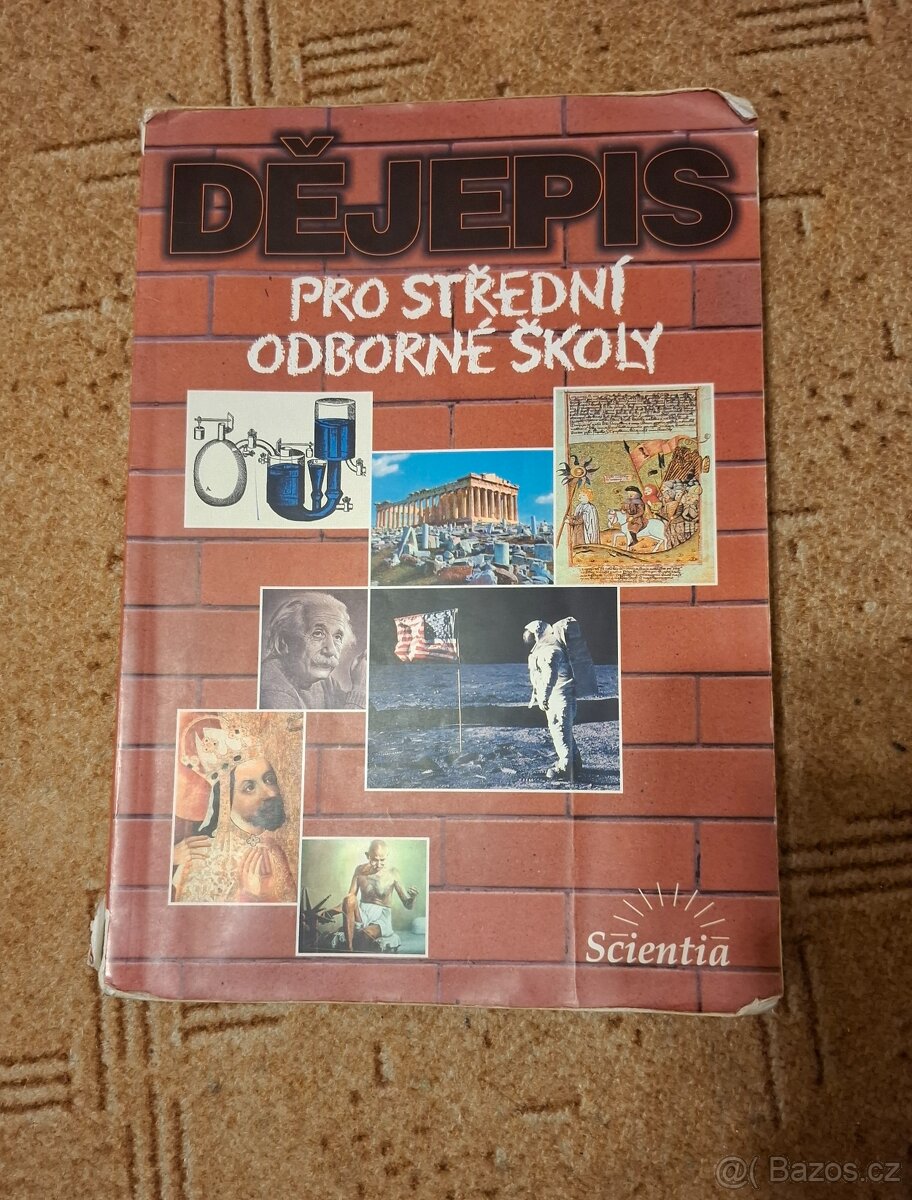 DĚJEPIS
PRO STŘEDNÍ
ODBORNÉ ŠKOLY
Scientia
@( Bazos.cz